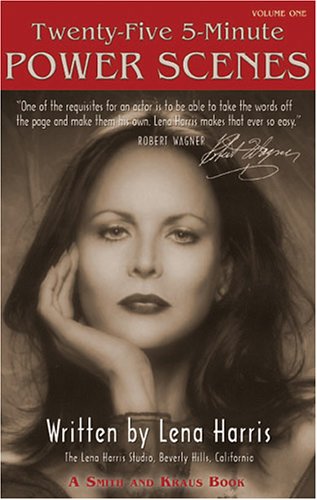 VOLUME ONE
Twenty-Five 5-Minute
POWER SCENES
"One of the requisites for an actor is to be able to take the words off
the page and make them his own. Lena Harris makes that ever so easy."
ROBERT WAGNER
Robert Wagner
Written by Lena Harris
The Lena Harris Studio, Beverly Hills, California
A SMITH AND KRAUS BOOK